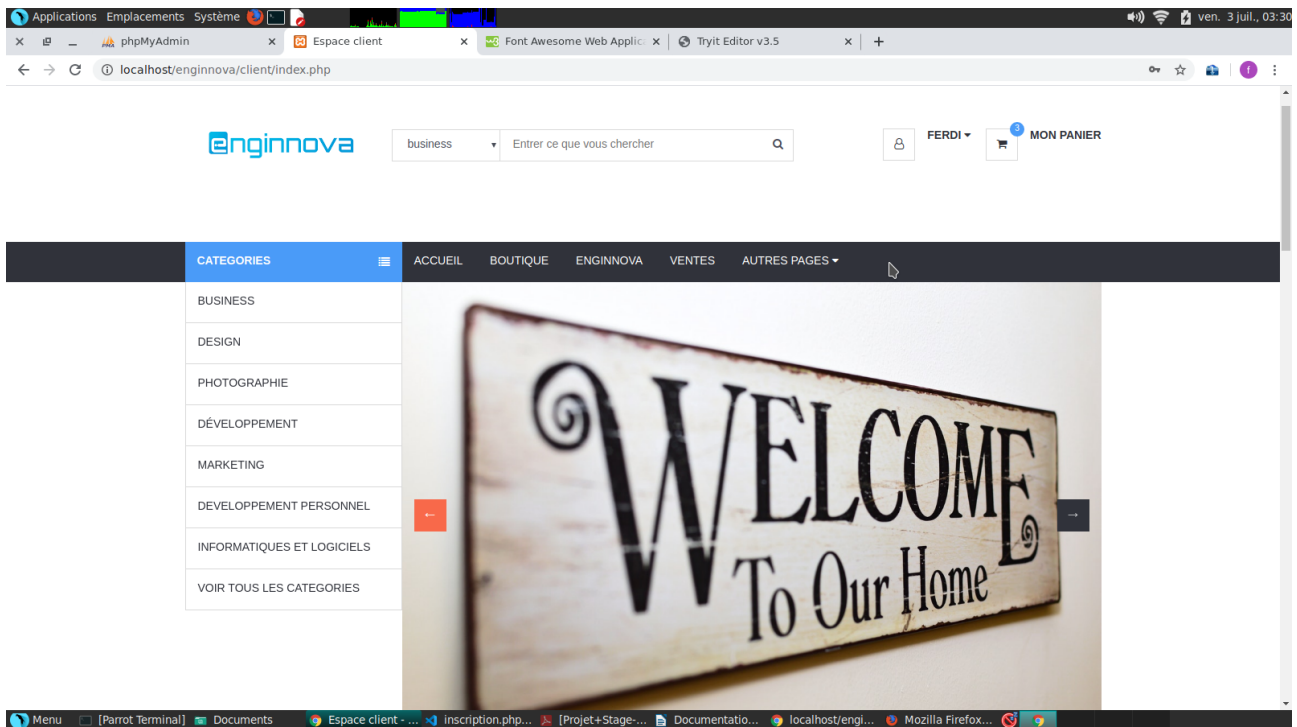 Applications Emplacements Système ven. 3 juil., 03:30
phpMyAdmin Espace client Font Awesome Web Applic Tryit Editor v3.5
localhost/enginnova/client/index.php f
enginnova business Entrer ce que vous chercher FERDI 3 MON PANIER
CATEGORIES ACCUEIL BOUTIQUE ENGINNOVA VENTES AUTRES PAGES
BUSINESS
DESIGN
PHOTOGRAPHIE
DÉVELOPPEMENT
MARKETING
DEVELOPPEMENT PERSONNEL
INFORMATIQUES ET LOGICIELS
VOIR TOUS LES CATEGORIES
WELCOME
To Our Home
Menu [Parrot Terminal] Documents Espace client - ... inscription.php... [Projet+Stage-... Documentatio... localhost/engi... Mozilla Firefox...